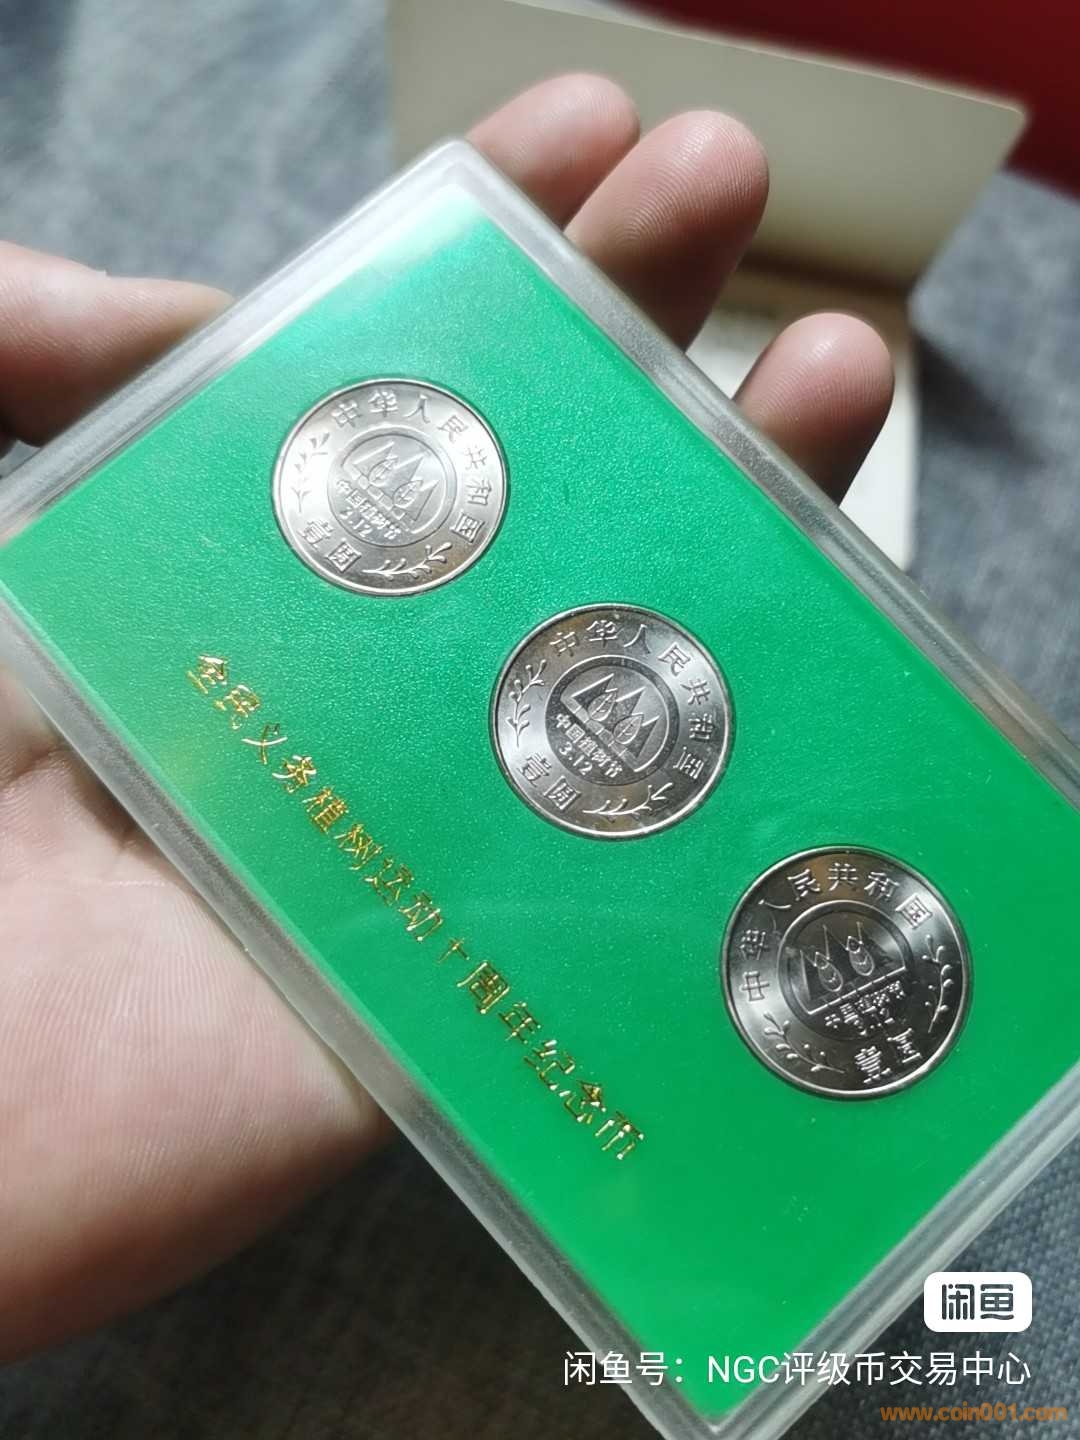 中华人民共和国
中国植树节
3.12
壹圆
中华人民共和国
中国植树节
3.12
壹圆
中华人民共和国
中国植树节
3.12
壹圆
全民义务植树运动十周年纪念币
闲鱼
闲鱼号：NGC评级币交易中心
www.coin001.com